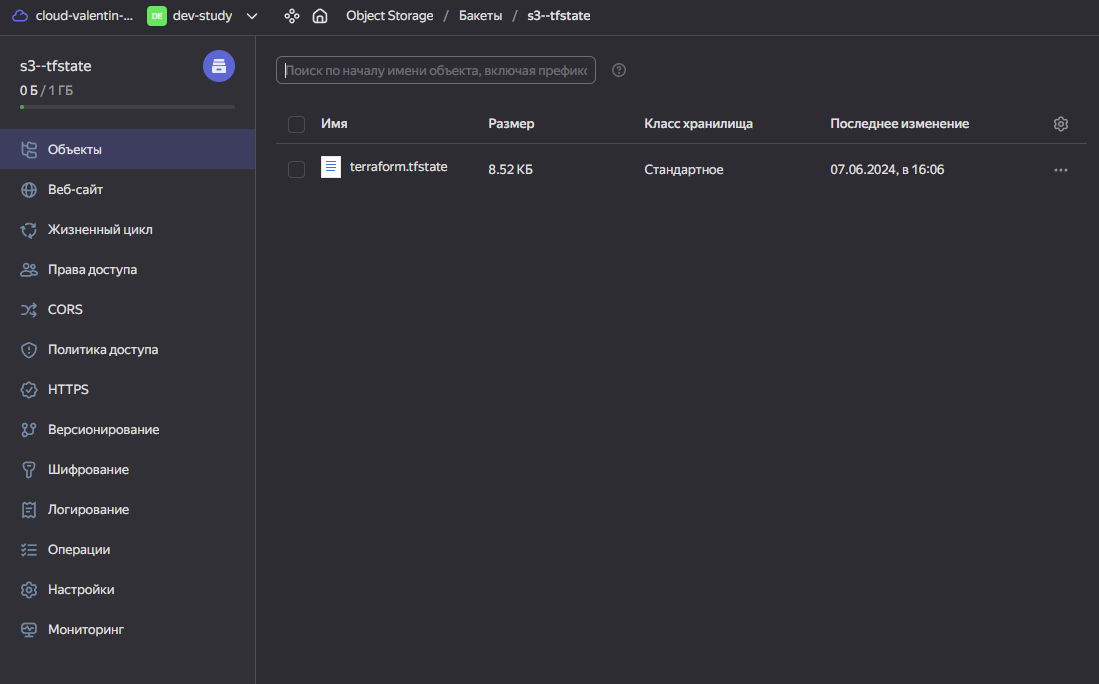 cloud-valentin-... DE dev-study Object Storage / Бакеты / s3--tfstate
s3--tfstate
0 Б / 1 ГБ
Объекты
Веб-сайт
Жизненный цикл
Права доступа
CORS
Политика доступа
HTTPS
Версионирование
Шифрование
Логирование
Операции
Настройки
Мониторинг
Поиск по началу имени объекта, включая префикс
Имя Размер Класс хранилища Последнее изменение
terraform.tfstate 8.52 КБ Стандартное 07.06.2024, в 16:06